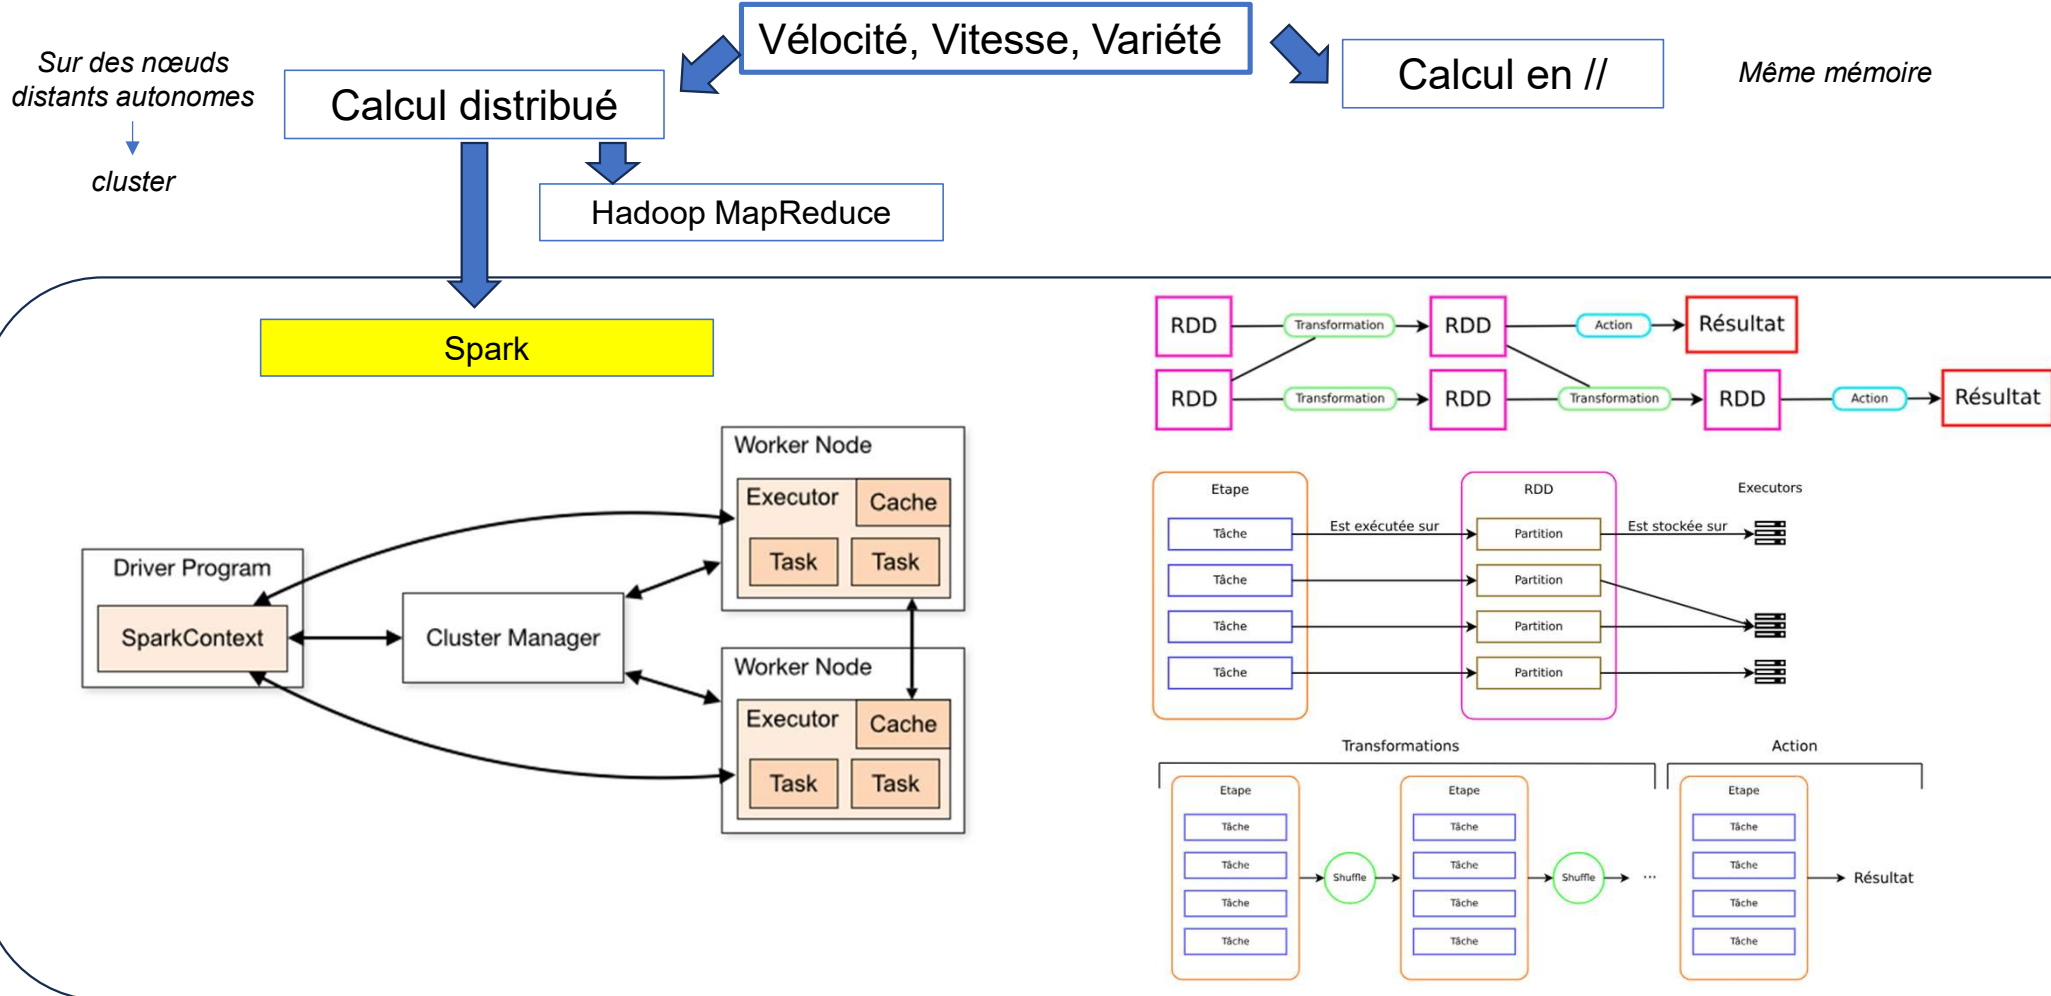 Vélocité, Vitesse, Variété
Sur des nœuds
distants autonomes
cluster
Calcul distribué
Calcul en //
Même mémoire
Hadoop MapReduce
Spark
Driver Program
SparkContext
Cluster Manager
Worker Node
Executor
Cache
Task
Task
Worker Node
Executor
Cache
Task
Task
RDD
Transformation
RDD
Action
Résultat
RDD
Transformation
RDD
Transformation
RDD
Action
Résultat
Etape
RDD
Executors
Tâche
Est exécutée sur
Partition
Est stockée sur
Tâche
Partition
Tâche
Partition
Tâche
Partition
Transformations
Action
Etape
Tâche
Tâche
Tâche
Tâche
Shuffle
Etape
Tâche
Tâche
Tâche
Tâche
Shuffle
...
Etape
Tâche
Tâche
Tâche
Tâche
Résultat